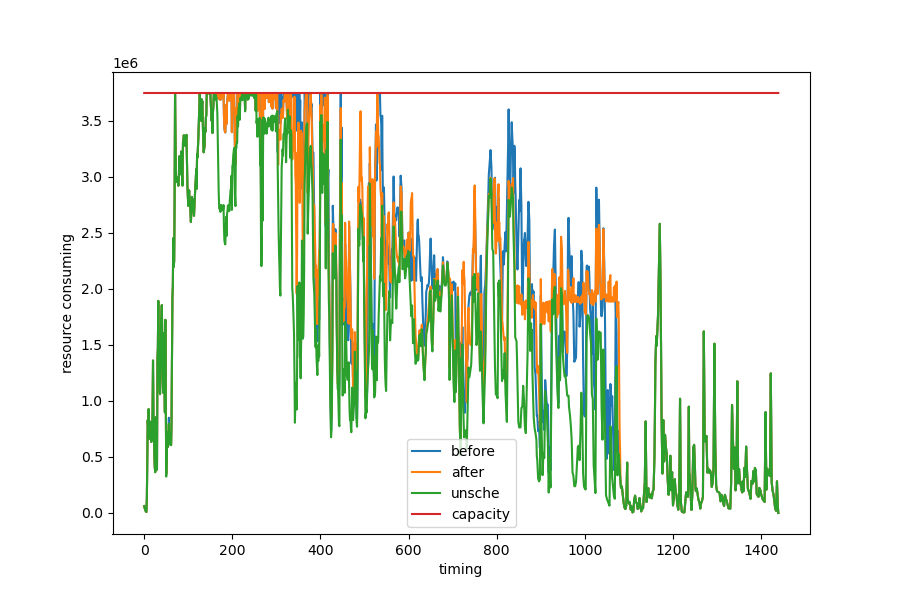 1e6
3.5
3.0
2.5
2.0
1.5
1.0
0.5
0.0
resource consuming
before
after
unsche
capacity
0 200 400 600 800 1000 1200 1400
timing